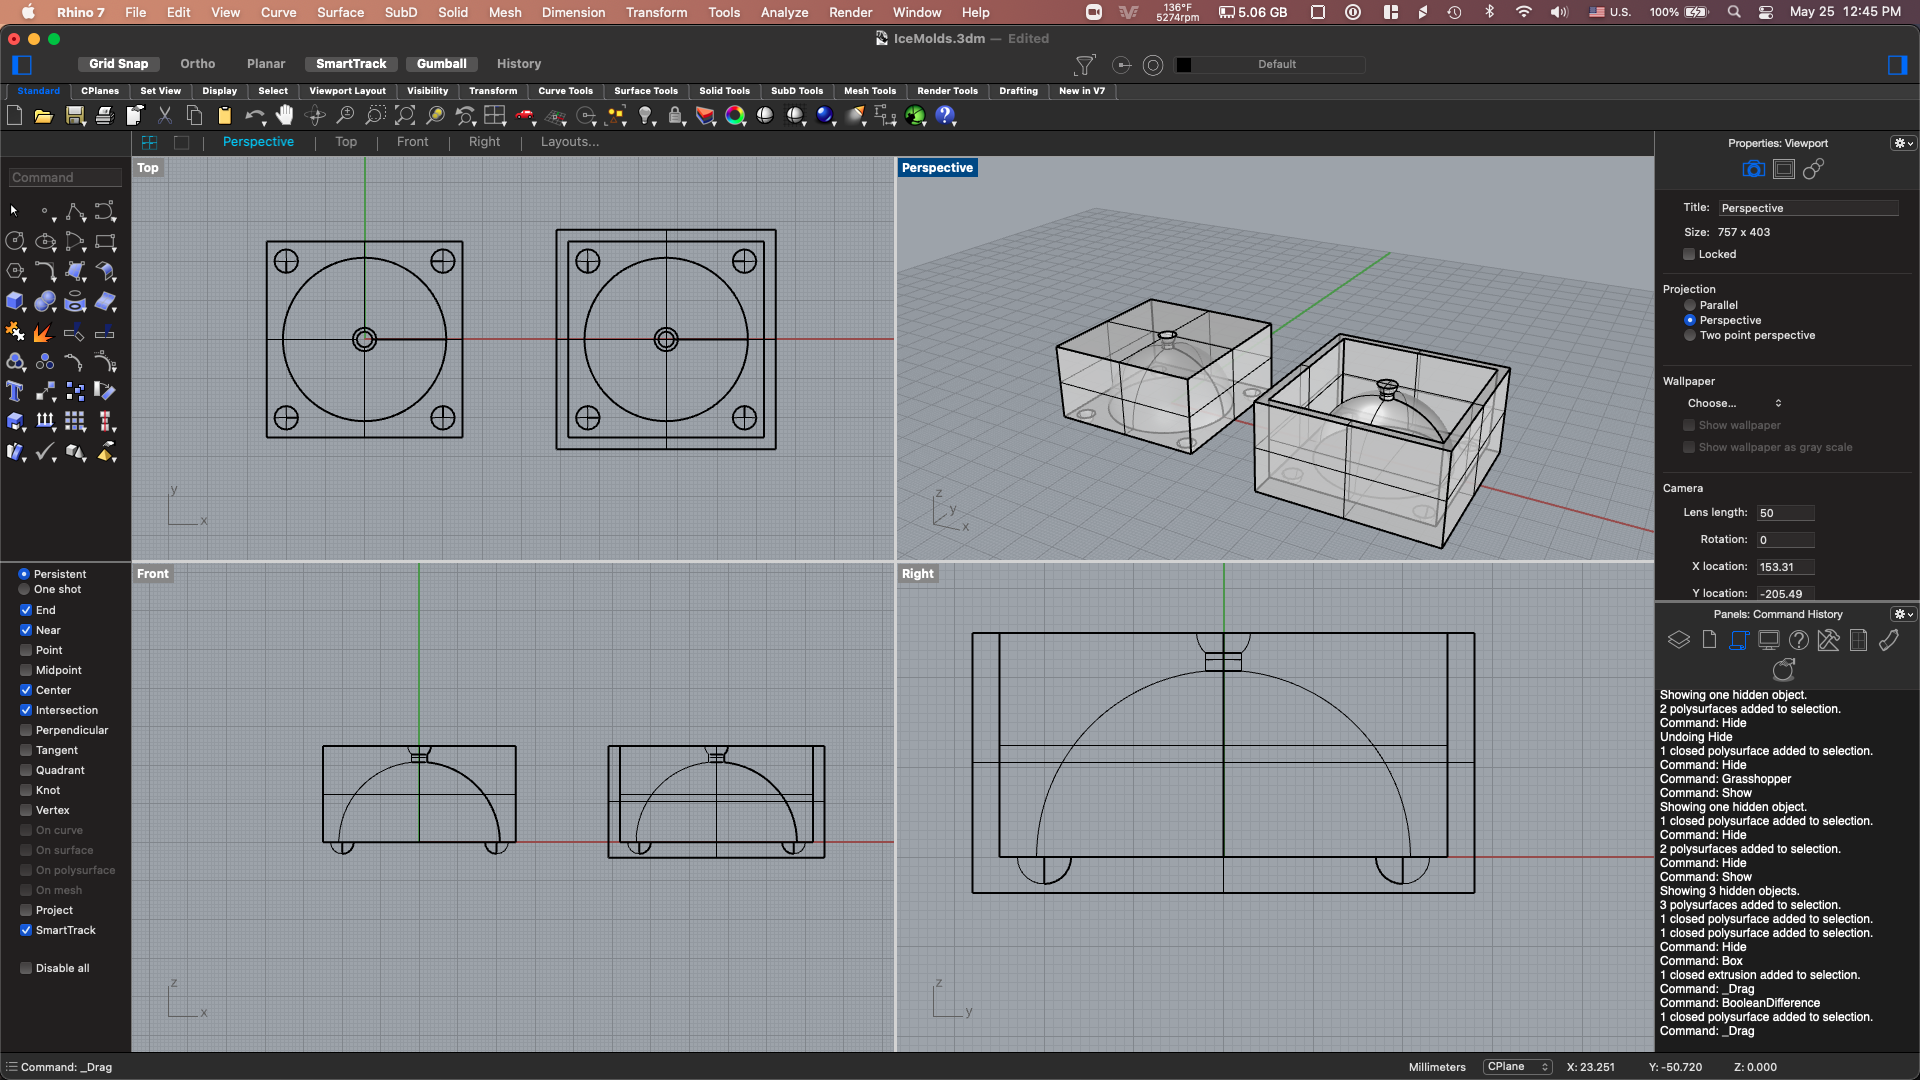 Rhino 7 File Edit View Curve Surface SubD Solid Mesh Dimension Transform Tools Analyze Render Window Help 136°F 5274rpm 5.06 GB U.S. 100% May 25 12:45 PM
IceMolds.3dm — Edited
Grid Snap Ortho Planar SmartTrack Gumball History Default
Standard CPlanes Set View Display Select Viewport Layout Visibility Transform Curve Tools Surface Tools Solid Tools SubD Tools Mesh Tools Render Tools Drafting New in V7
Perspective Top Front Right Layouts...
Command
Top
y
x
Perspective
z
y
x
Front
z
x
Right
z
y
Persistent
One shot
End
Near
Point
Midpoint
Center
Intersection
Perpendicular
Tangent
Quadrant
Knot
Vertex
On curve
On surface
On polysurface
On mesh
Project
SmartTrack
Disable all
Properties: Viewport
Title: Perspective
Size: 757 x 403
Locked
Projection
Parallel
Perspective
Two point perspective
Wallpaper
Choose...
Show wallpaper
Show wallpaper as gray scale
Camera
Lens length: 50
Rotation: 0
X location: 153.31
Y location: -205.49
Panels: Command History
Showing one hidden object.
2 polysurfaces added to selection.
Command: Hide
Undoing Hide
1 closed polysurface added to selection.
Command: Hide
Command: Grasshopper
Command: Show
Showing one hidden object.
1 closed polysurface added to selection.
Command: Hide
2 polysurfaces added to selection.
Command: Hide
Command: Show
Showing 3 hidden objects.
3 polysurfaces added to selection.
1 closed polysurface added to selection.
1 closed polysurface added to selection.
Command: Hide
Command: Box
1 closed extrusion added to selection.
Command: _Drag
Command: BooleanDifference
1 closed polysurface added to selection.
Command: _Drag
Command: _Drag
Millimeters CPlane X: 23.251 Y: -50.720 Z: 0.000